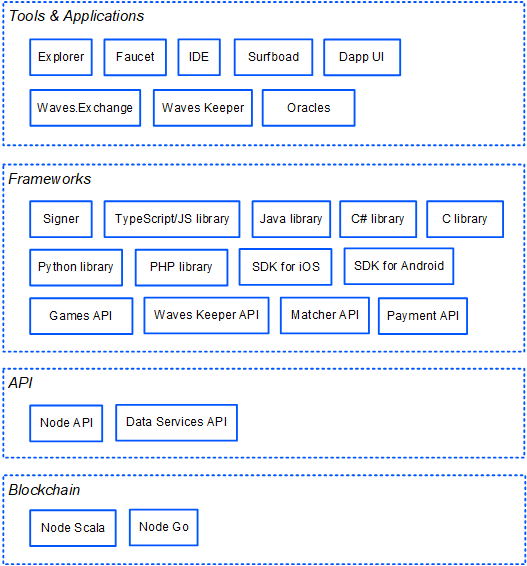 Tools & Applications
Explorer Faucet IDE Surfboad Dapp UI
Waves.Exchange Waves Keeper Oracles
Frameworks
Signer TypeScript/JS library Java library C# library C library
Python library PHP library SDK for iOS SDK for Android
Games API Waves Keeper API Matcher API Payment API
API
Node API Data Services API
Blockchain
Node Scala Node Go